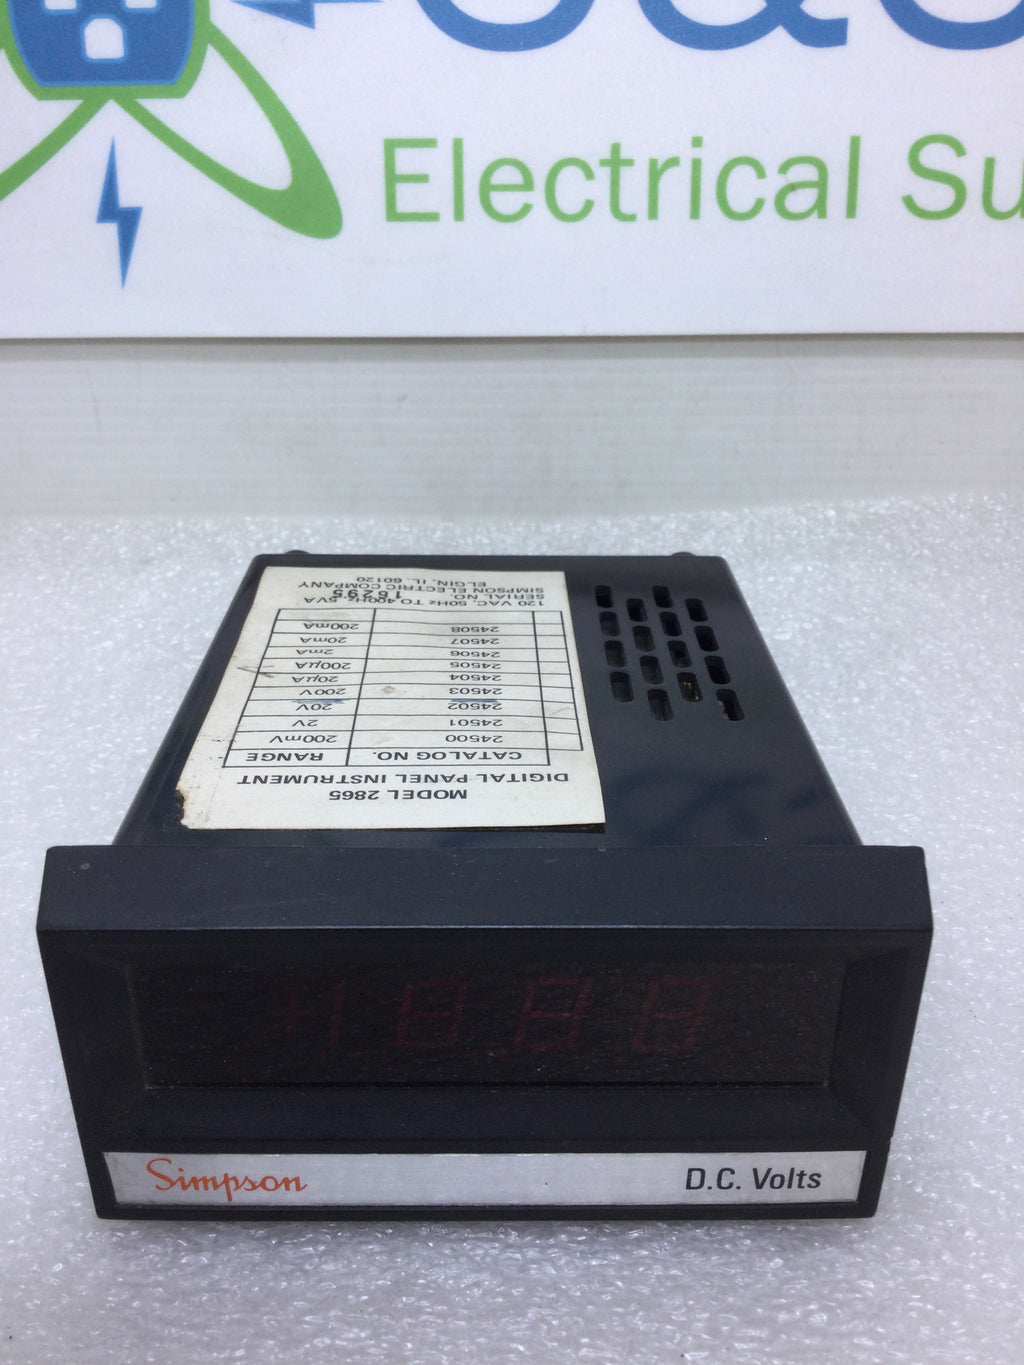 Electrical Su
MODEL 2865
DIGITAL PANEL INSTRUMENT
CATALOG NO. RANGE
24500 200mV
24501 2V
24502 20V
24503 200V
24504 20μA
24505 200μA
24506 2mA
24507 20mA
24508 200mA
120 VAC, 50Hz TO 400Hz, 5VA
SERIAL NO. 16295
SIMPSON ELECTRIC COMPANY
ELGIN, IL. 60120
Simpson D.C. Volts